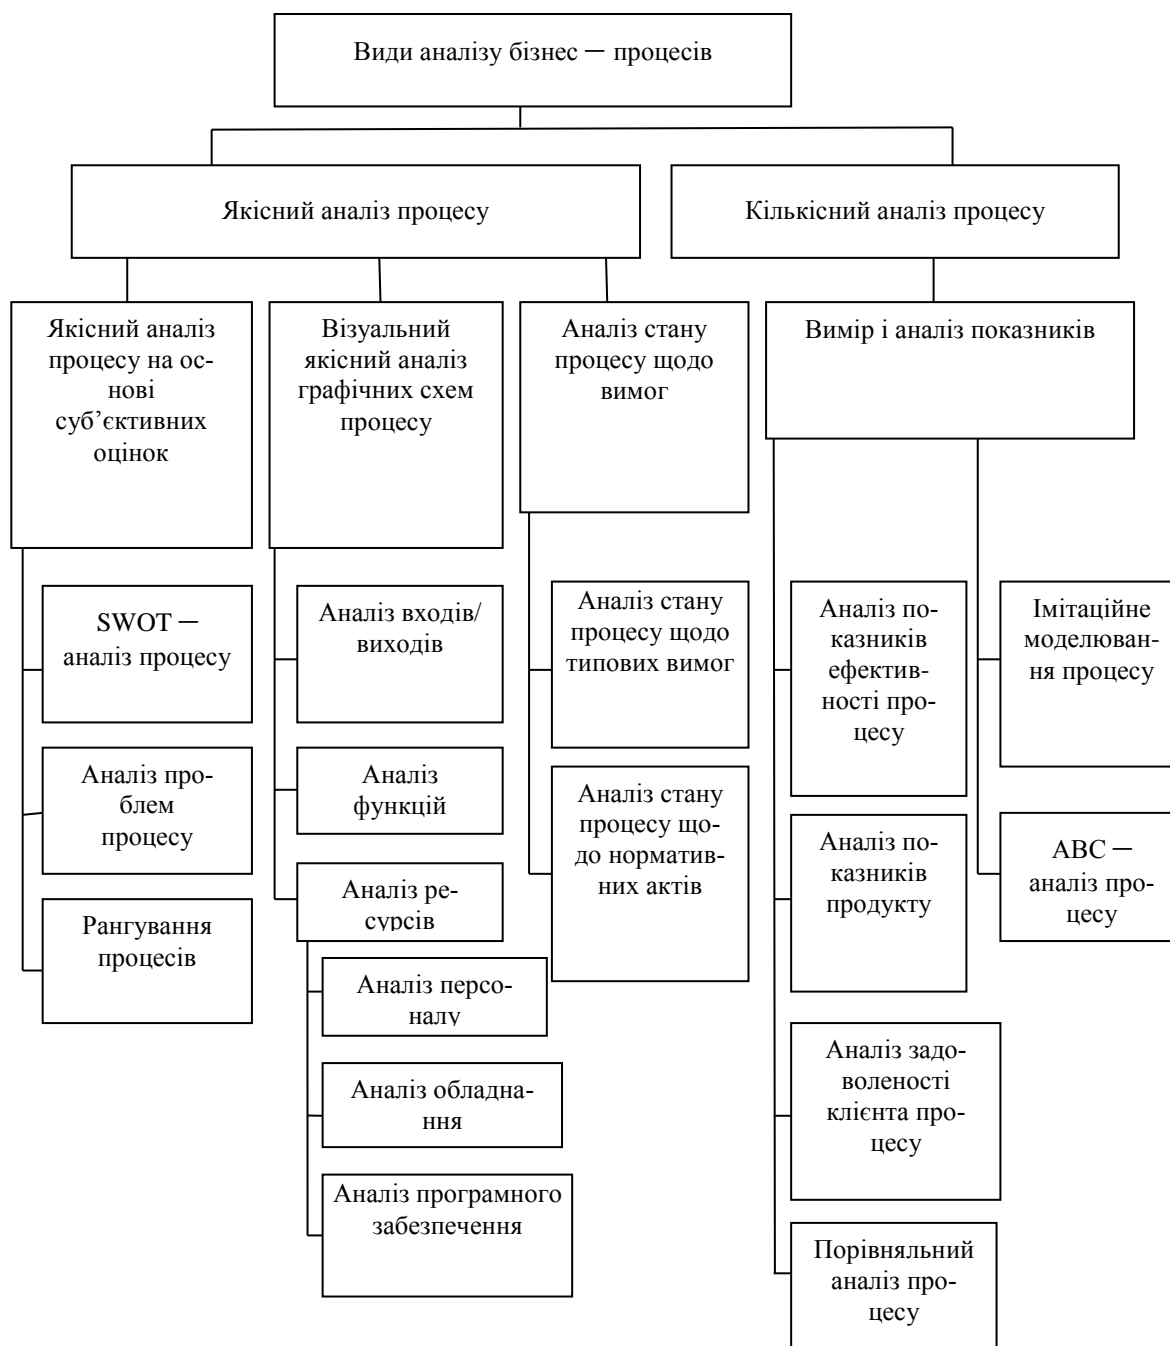 Види аналізу бізнес — процесів
Якісний аналіз процесу
Кількісний аналіз процесу
Якісний аналіз
процесу на ос-
нові
суб’єктивних
оцінок
Візуальний
якісний аналіз
графічних схем
процесу
Аналіз стану
процесу щодо
вимог
Вимір і аналіз показників
SWOT —
аналіз процесу
Аналіз про-
блем
процесу
Рангування
процесів
Аналіз входів/
виходів
Аналіз
функцій
Аналіз ре-
сурсів
Аналіз персо-
налу
Аналіз обладна-
ння
Аналіз програмного
забезпечення
Аналіз стану
процесу щодо
типових вимог
Аналіз стану
процесу що-
до норматив-
них актів
Аналіз по-
казників
ефектив-
ності про-
цесу
Аналіз по-
казників
продукту
Аналіз задо-
воленості
клієнта про-
цесу
Порівняльний
аналіз про-
цесу
Імітаційне
моделюван-
ня процесу
ABC —
аналіз про-
цесу